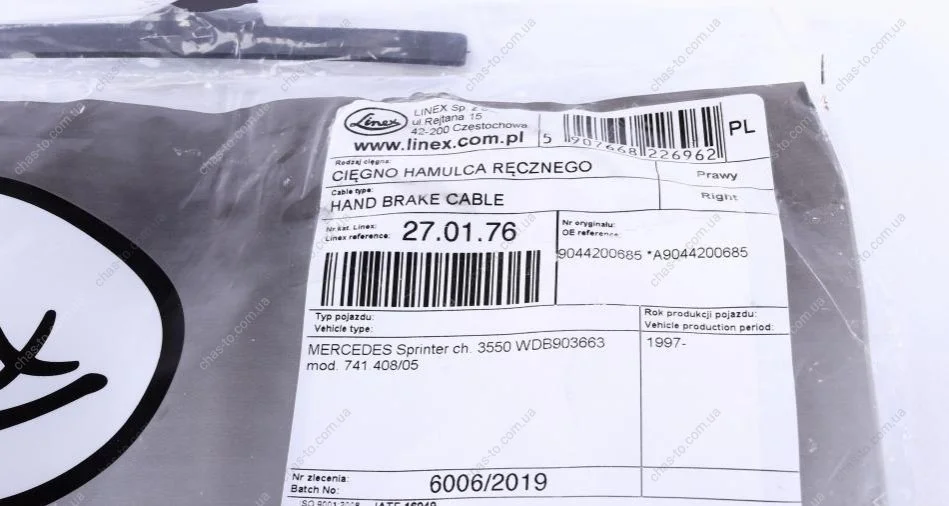 Linex
LINEX Sp. z
ul.Rejtana 15
42-200 Częstochowa
www.linex.com.pl
5 907668 226962
PL
Rodzaj cięgna:
CIĘGNO HAMULCA RĘCZNEGO
Prawy
Cable type:
HAND BRAKE CABLE
Right
Nr kat. Linex:
Linex reference:
27.01.76
Nr oryginału:
OE reference:
9044200685 *A9044200685
Typ pojazdu:
Vehicle type:
Rok produkcji pojazdu:
Vehicle production period:
MERCEDES Sprinter ch. 3550 WDB903663
mod. 741.408/05
1997-
Nr zlecenia:
Batch No:
6006/2019
chas-to.com.ua